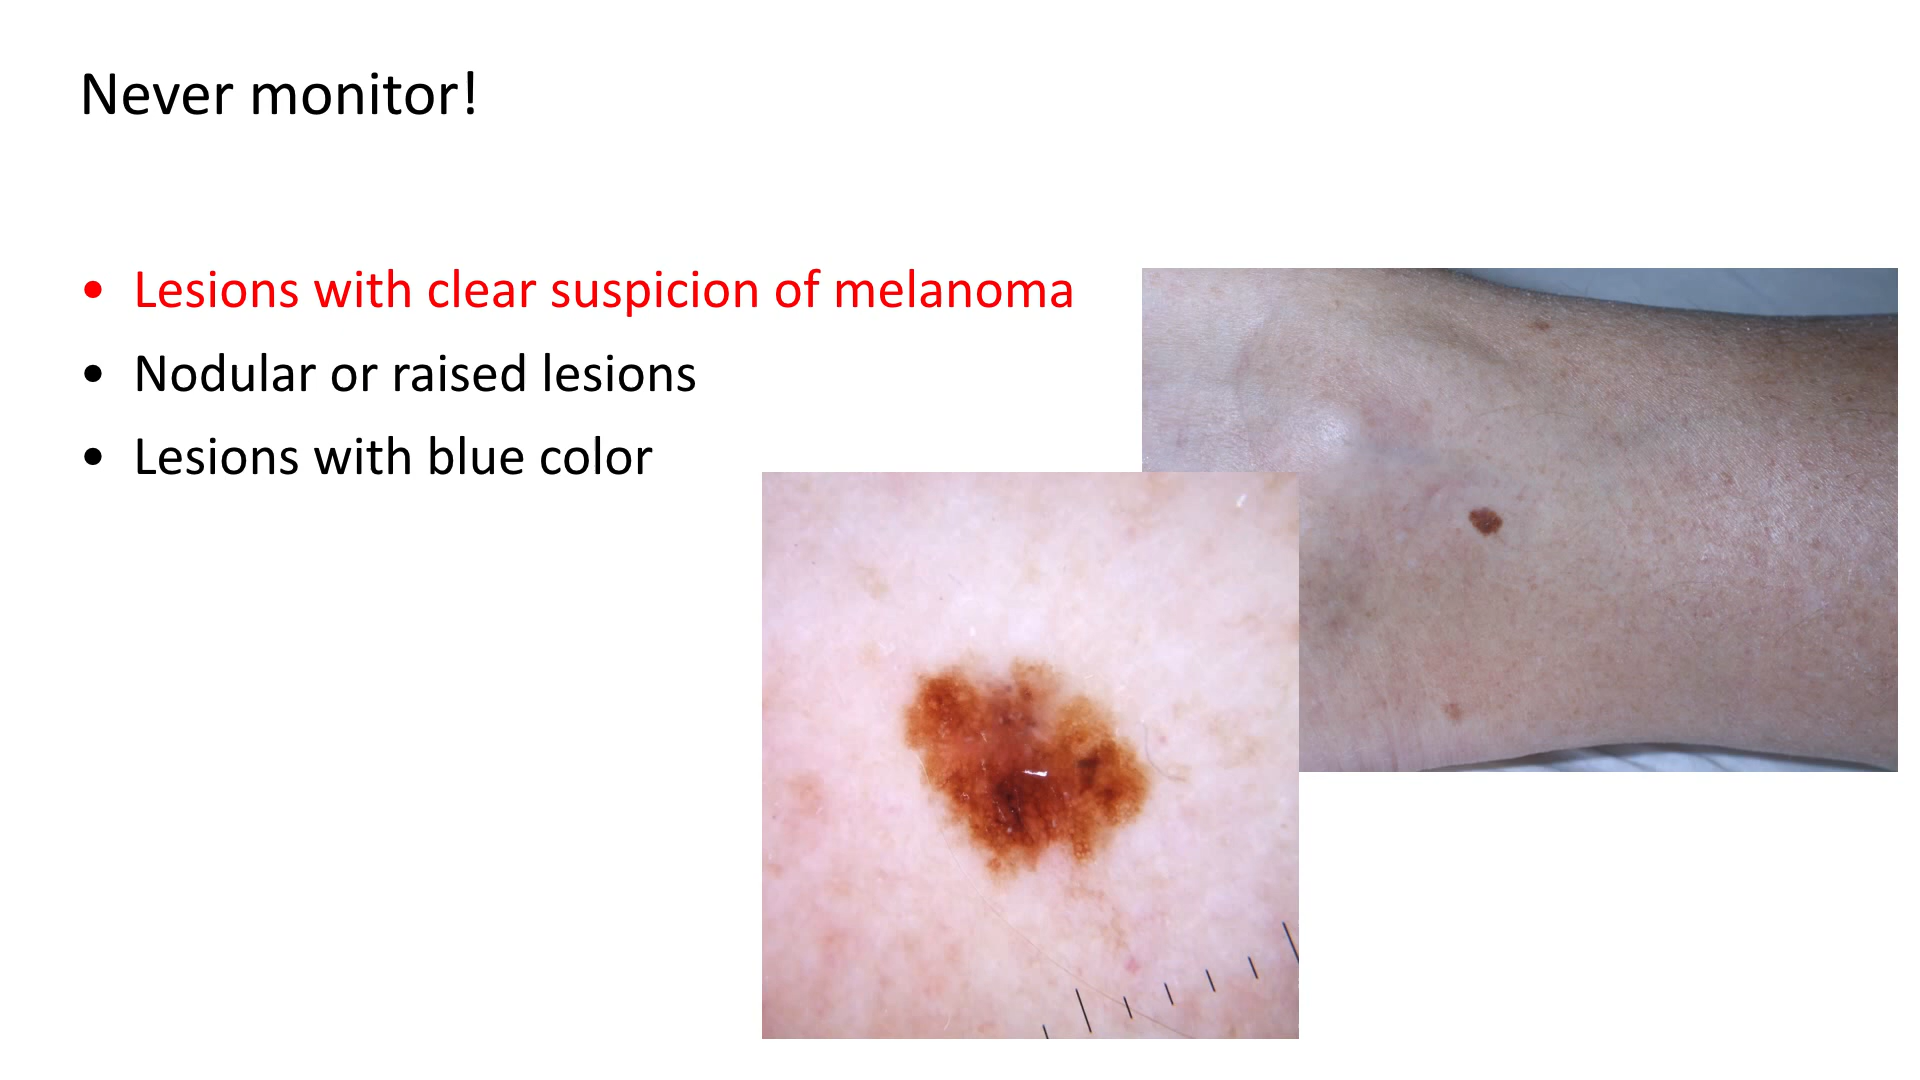 Never monitor!
• Lesions with clear suspicion of melanoma
• Nodular or raised lesions
• Lesions with blue color